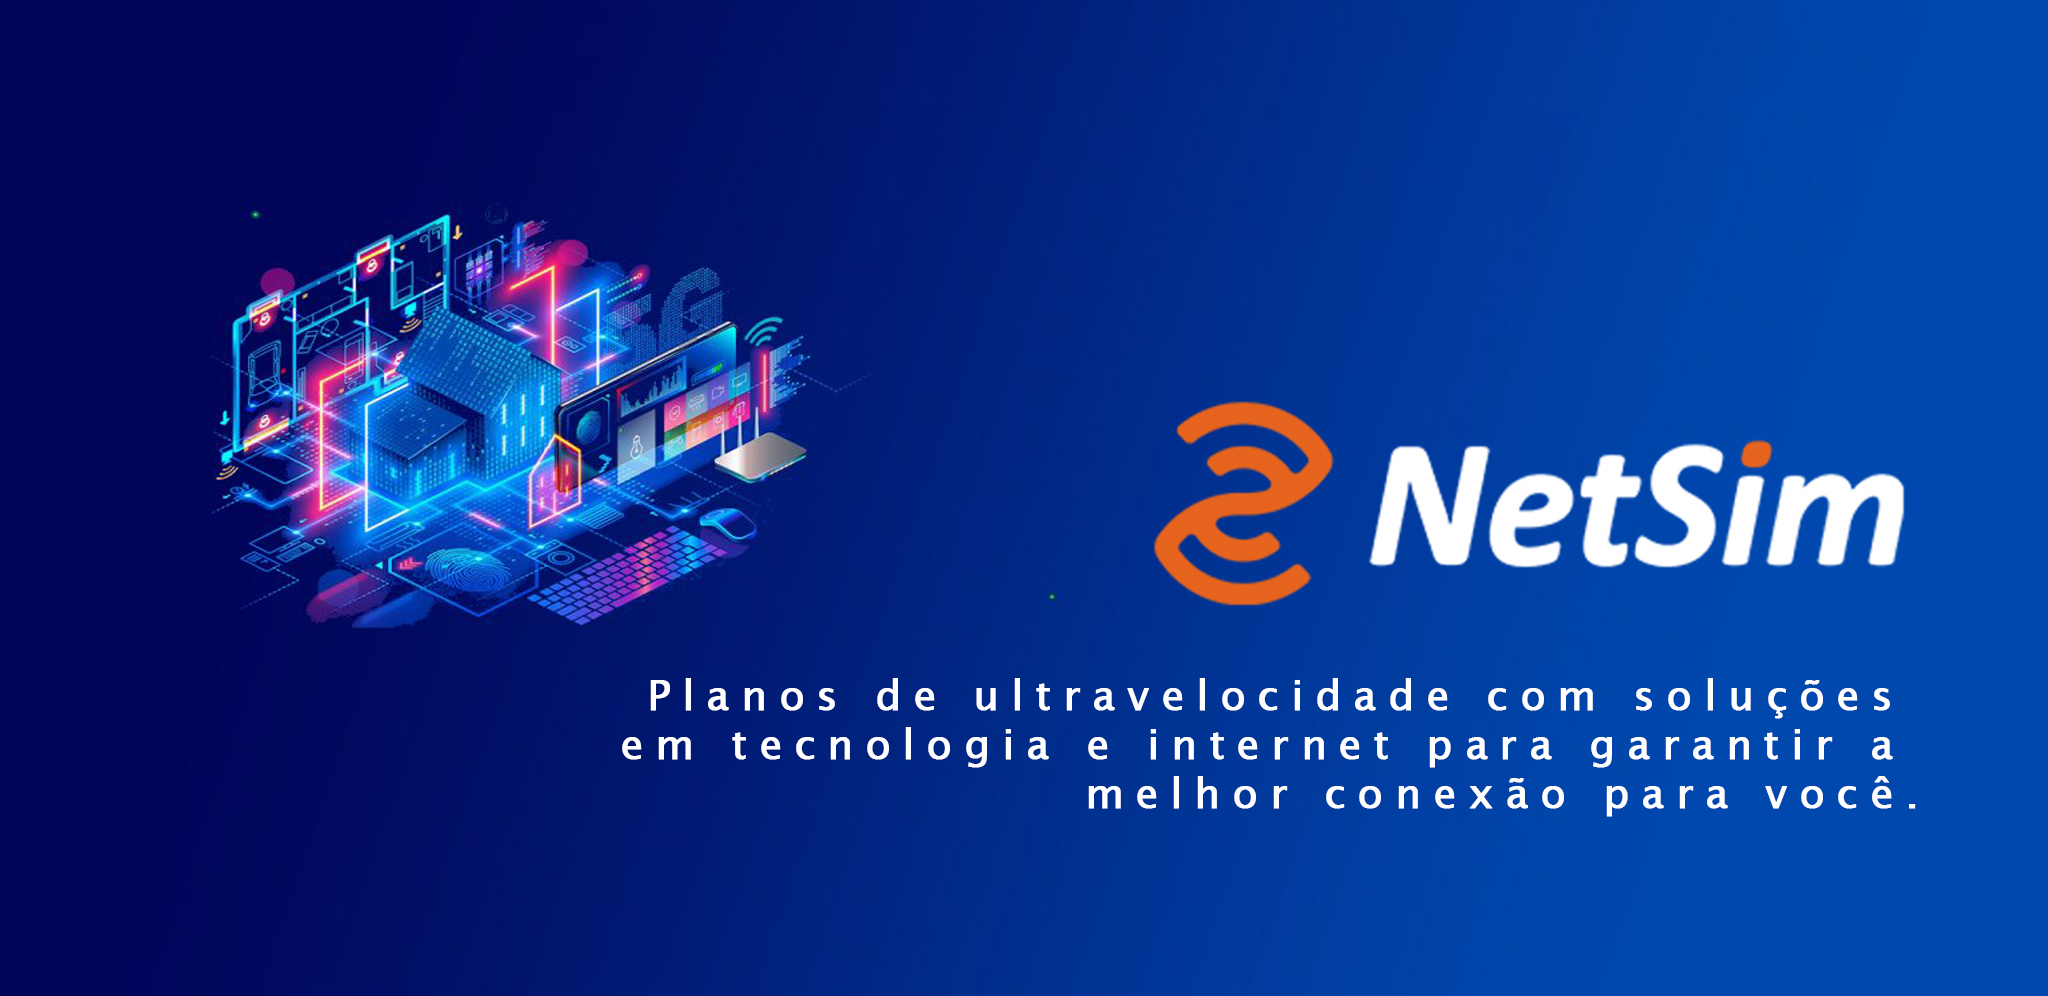 5G
NetSim
Planos de ultravelocidade com soluções
em tecnologia e internet para garantir a
melhor conexão para você.